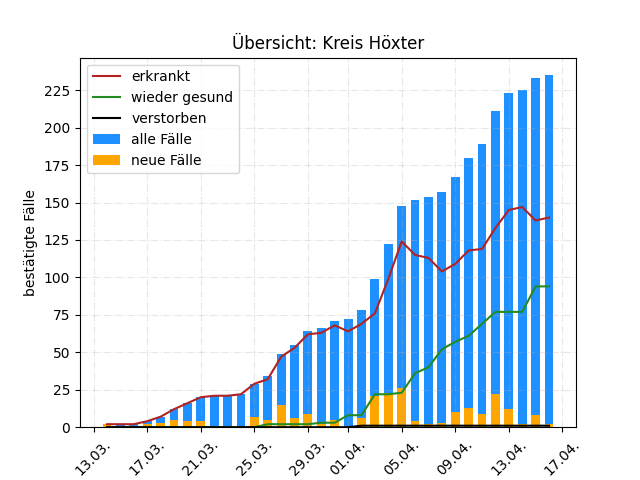 Übersicht: Kreis Höxter
erkrankt
wieder gesund
verstorben
alle Fälle
neue Fälle
bestätigte Fälle
225
200
175
150
125
100
75
50
25
0
13.03.
17.03.
21.03.
25.03.
29.03.
01.04.
05.04.
09.04.
13.04.
17.04.